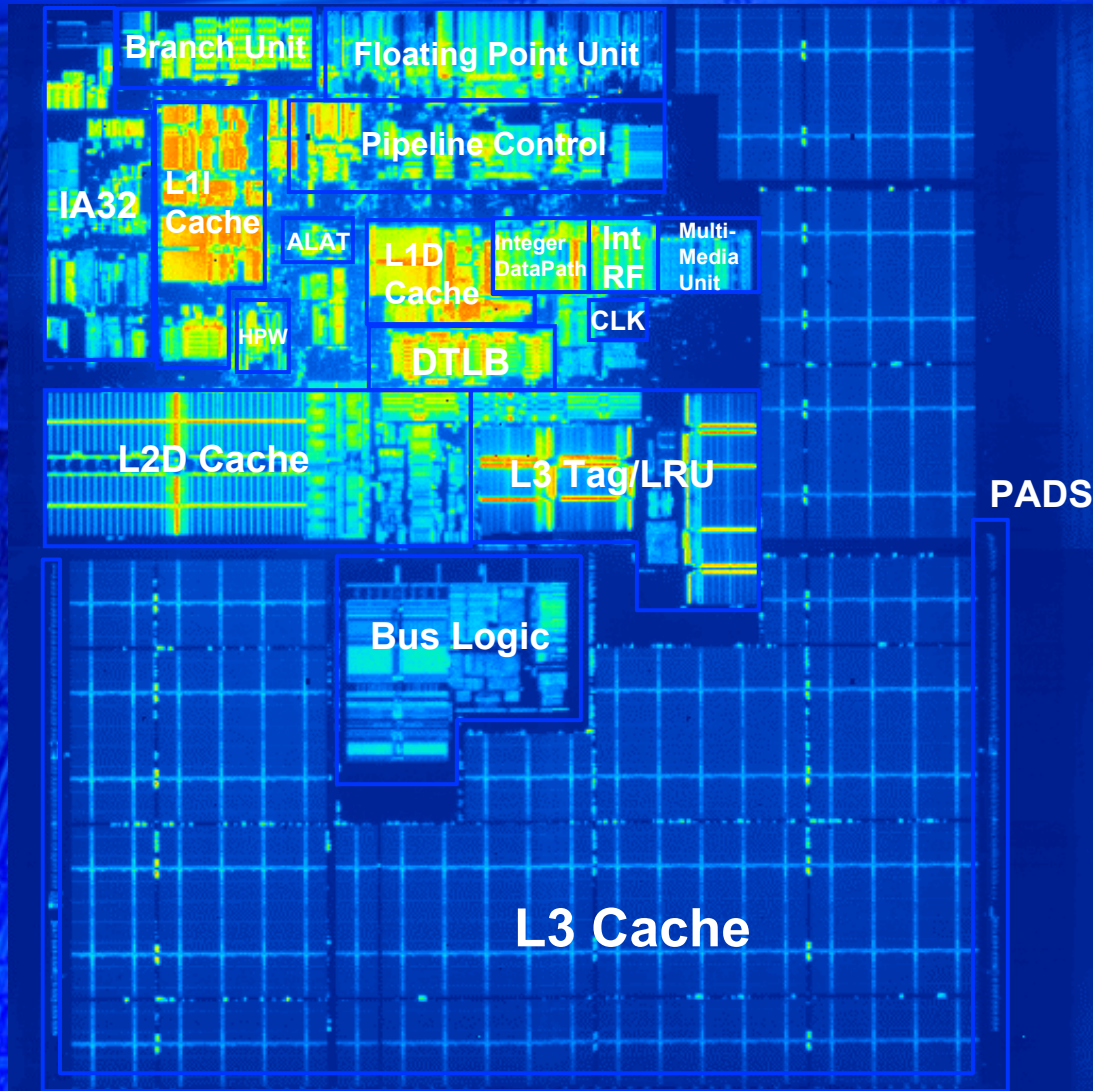 Branch Unit
Floating Point Unit
Pipeline Control
IA32
L1I
Cache
ALAT
L1D
Cache
Integer
DataPath
Int
RF
Multi-
Media
Unit
HPW
CLK
DTLB
L2D Cache
L3 Tag/LRU
PADS
Bus Logic
L3 Cache